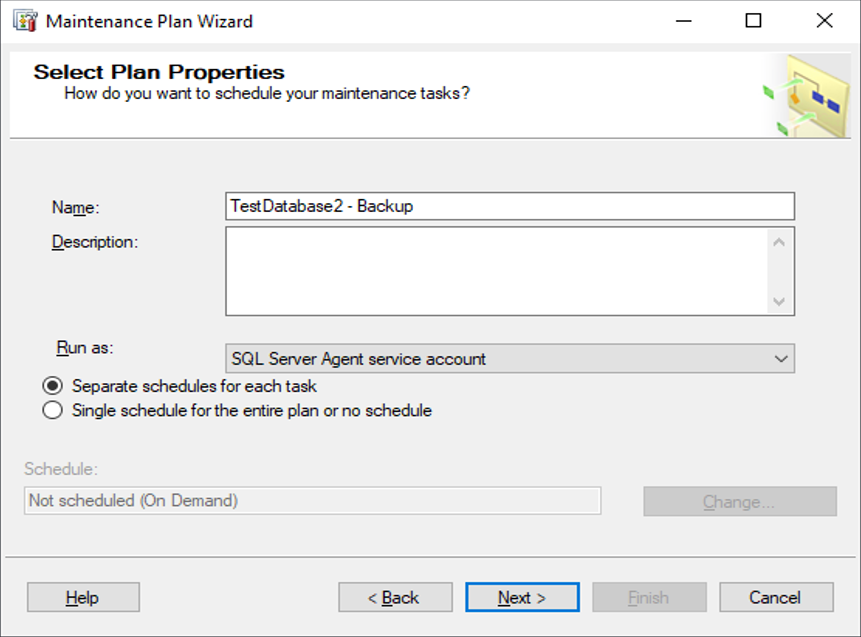 Maintenance Plan Wizard
Select Plan Properties
How do you want to schedule your maintenance tasks?
Name: TestDatabase2 - Backup
Description:
Run as: SQL Server Agent service account
Separate schedules for each task
Single schedule for the entire plan or no schedule
Schedule:
Not scheduled (On Demand) Change...
Help < Back Next > Finish Cancel